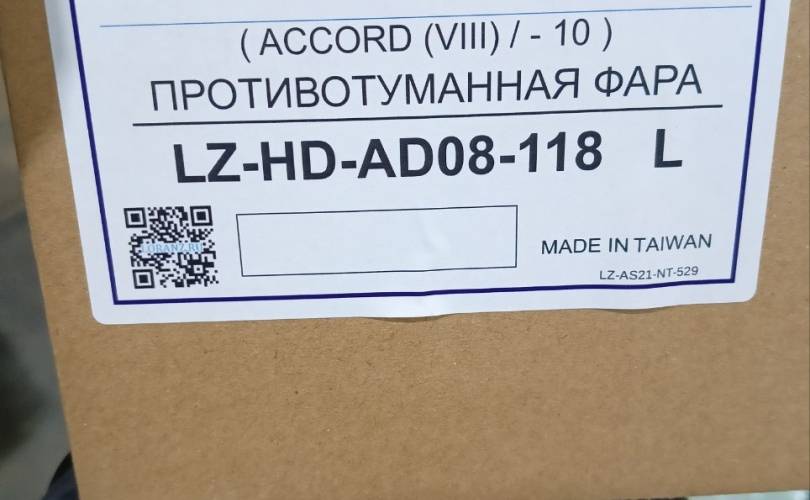 ( ACCORD (VIII) / - 10 )
ПРОТИВОТУМАННАЯ ФАРА
LZ-HD-AD08-118 L
MADE IN TAIWAN
LZ-AS21-NT-529